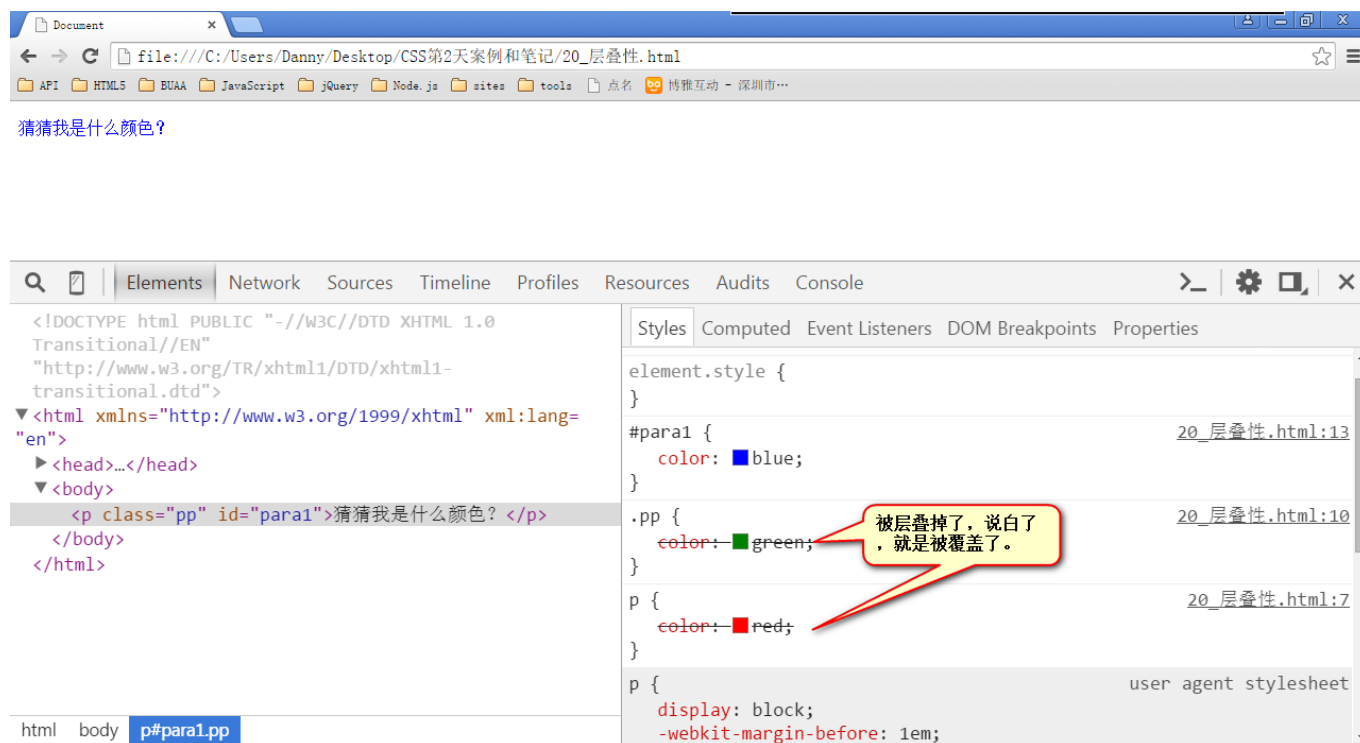 Document
file:///C:/Users/Danny/Desktop/CSS第2天案例和笔记/20_层叠性.html
API HTML5 BUAA JavaScript jQuery Node.js sites tools 点名 博雅互动 - 深圳市…
猜猜我是什么颜色？
Elements Network Sources Timeline Profiles Resources Audits Console
<!DOCTYPE html PUBLIC "-//W3C//DTD XHTML 1.0
Transitional//EN"
"http://www.w3.org/TR/xhtml1/DTD/xhtml1-
transitional.dtd">
<html xmlns="http://www.w3.org/1999/xhtml" xml:lang=
"en">
<head>…</head>
<body>
<p class="pp" id="para1">猜猜我是什么颜色？</p>
</body>
</html>
html body p#para1.pp
Styles Computed Event Listeners DOM Breakpoints Properties
element.style {
}
#para1 { 20_层叠性.html:13
color: blue;
}
.pp { 20_层叠性.html:10
color: green;
}
被层叠掉了，说白了
，就是被覆盖了。
p { 20_层叠性.html:7
color: red;
}
p { user agent stylesheet
display: block;
-webkit-margin-before: 1em;